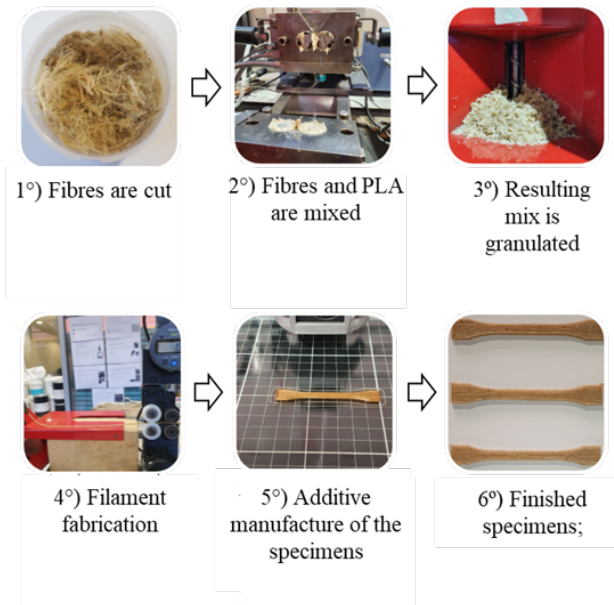 1°) Fibres are cut
2°) Fibres and PLA
are mixed
3º) Resulting
mix is
granulated
4°) Filament
fabrication
5°) Additive
manufacture of the
specimens
6º) Finished
specimens;